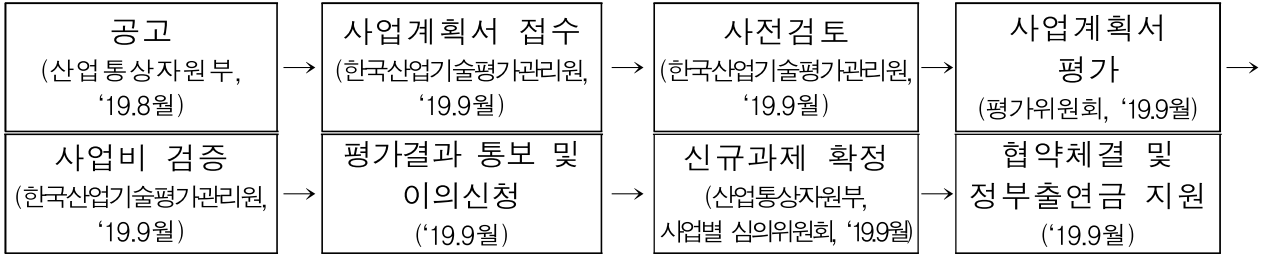 공고
(산업통상자원부,
‘19.8월)
→
사업계획서 접수
(한국산업기술평가관리원,
‘19.9월)
→
사전검토
(한국산업기술평가관리원,
‘19.9월)
→
사업계획서
평가
(평가위원회, ‘19.9월)
→
사업비 검증
(한국산업기술평가관리원,
‘19.9월)
→
평가결과 통보 및
이의신청
(‘19.9월)
→
신규과제 확정
(산업통상자원부,
사업별 심의위원회, ‘19.9월)
→
협약체결 및
정부출연금 지원
(‘19.9월)